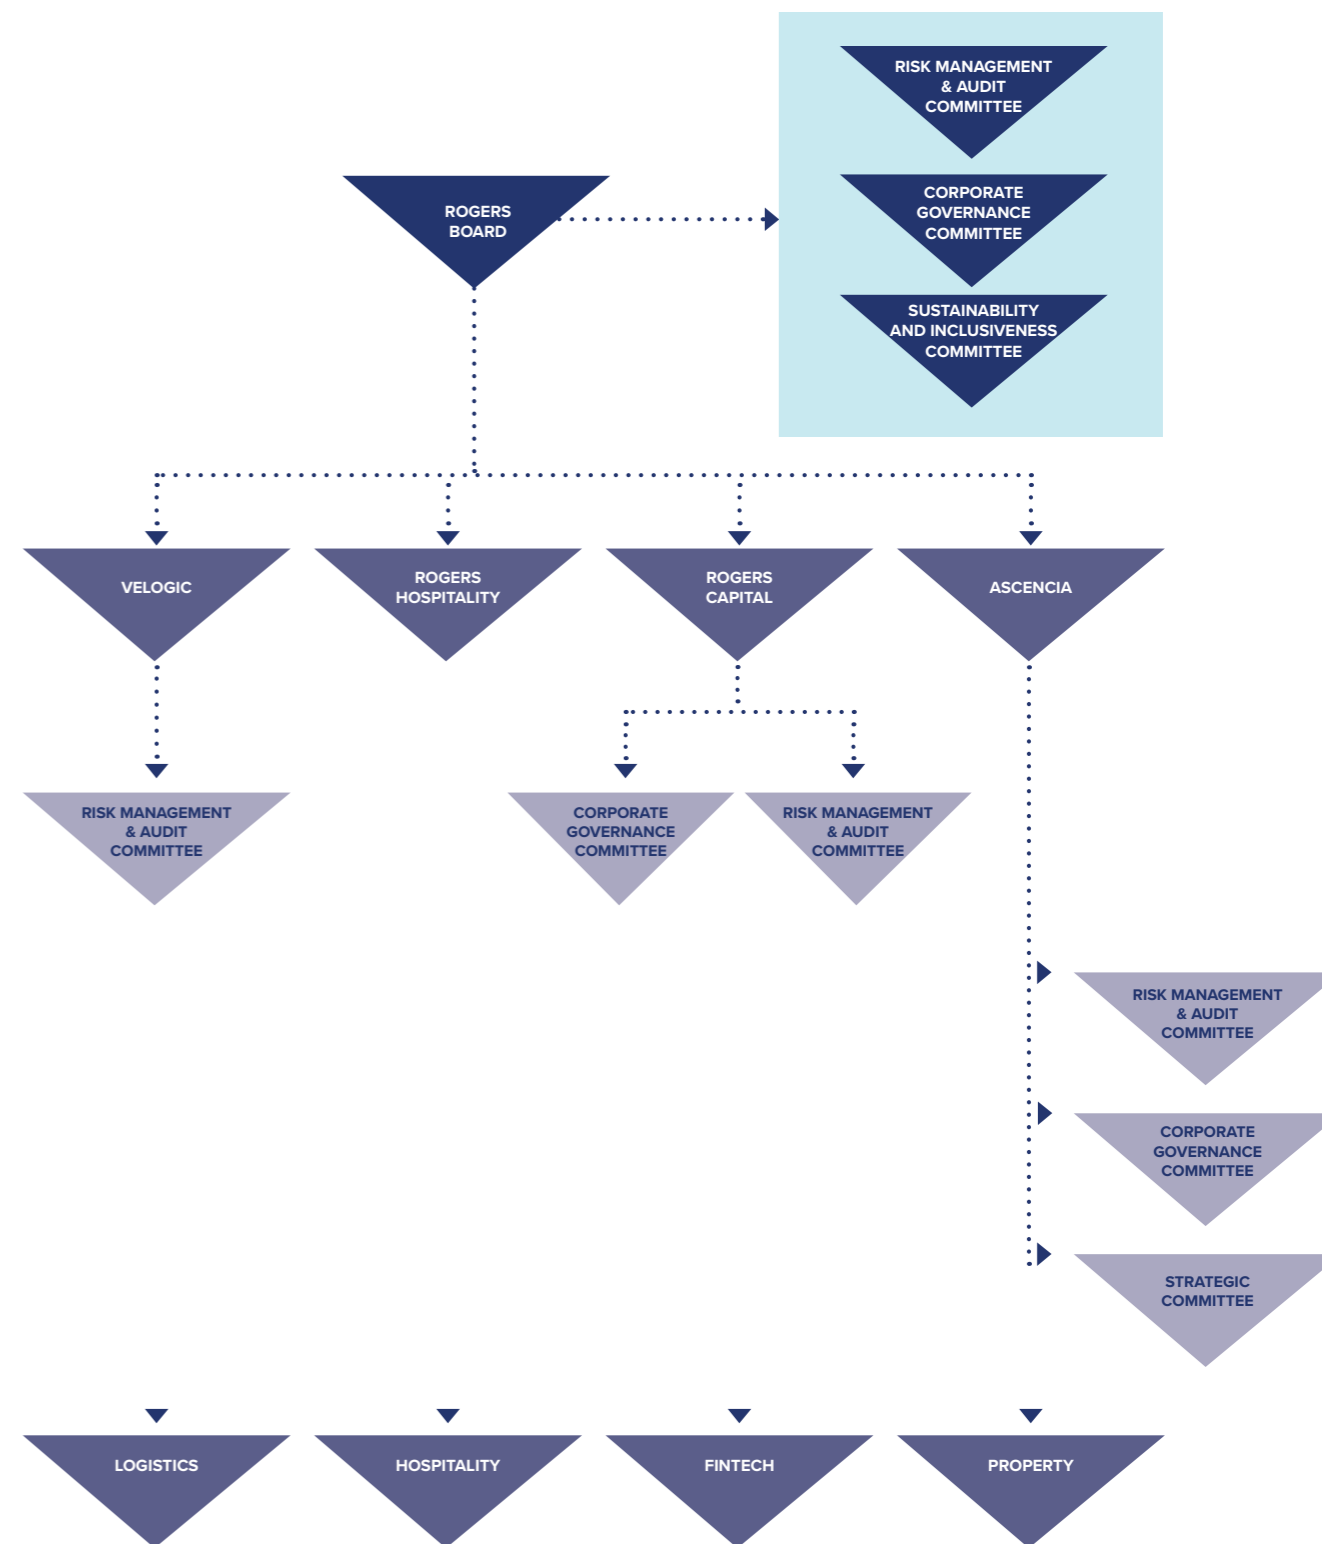 RISK MANAGEMENT
& AUDIT
COMMITTEE
ROGERS
BOARD
CORPORATE
GOVERNANCE
COMMITTEE
SUSTAINABILITY
AND INCLUSIVENESS
COMMITTEE
VELOGIC
ROGERS
HOSPITALITY
ROGERS
CAPITAL
ASCENCIA
RISK MANAGEMENT
& AUDIT
COMMITTEE
CORPORATE
GOVERNANCE
COMMITTEE
RISK MANAGEMENT
& AUDIT
COMMITTEE
RISK MANAGEMENT
& AUDIT
COMMITTEE
CORPORATE
GOVERNANCE
COMMITTEE
STRATEGIC
COMMITTEE
LOGISTICS
HOSPITALITY
FINTECH
PROPERTY